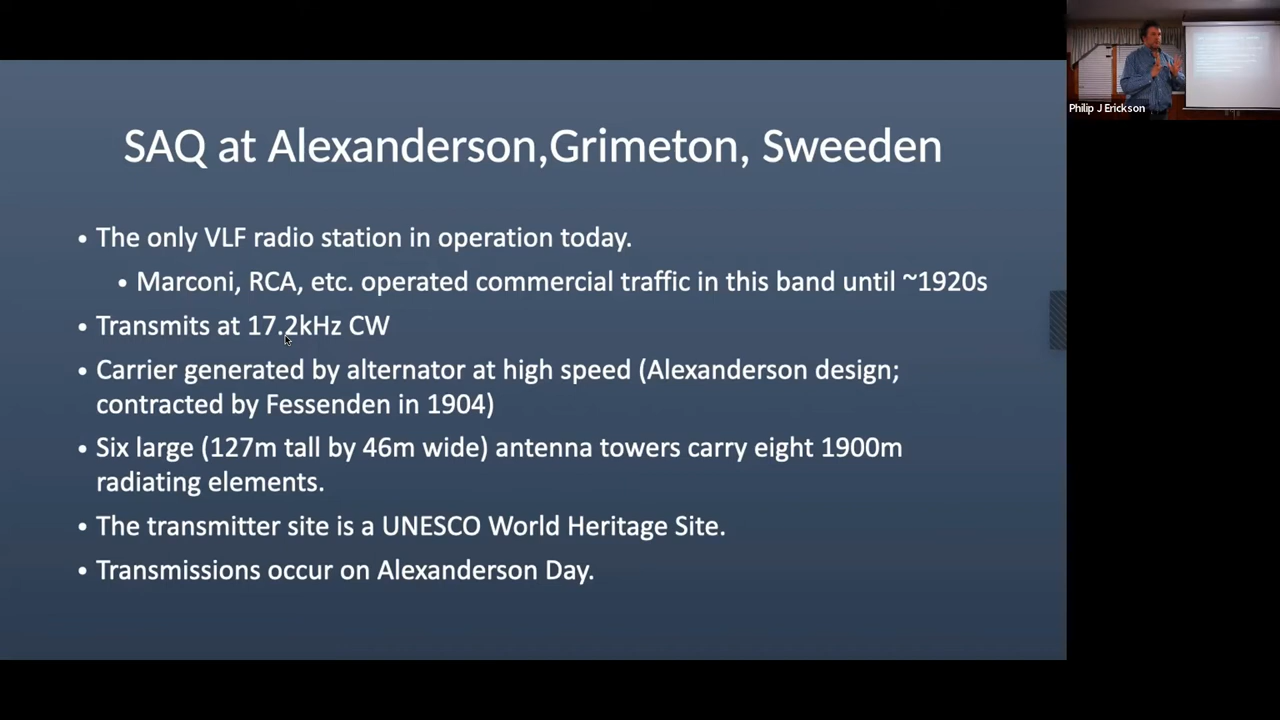 SAQ at Alexanderson,Grimeton, Sweeden
• The only VLF radio station in operation today.
• Marconi, RCA, etc. operated commercial traffic in this band until ~1920s
• Transmits at 17.2kHz CW
• Carrier generated by alternator at high speed (Alexanderson design;
contracted by Fessenden in 1904)
• Six large (127m tall by 46m wide) antenna towers carry eight 1900m
radiating elements.
• The transmitter site is a UNESCO World Heritage Site.
• Transmissions occur on Alexanderson Day.
Philip J Erickson